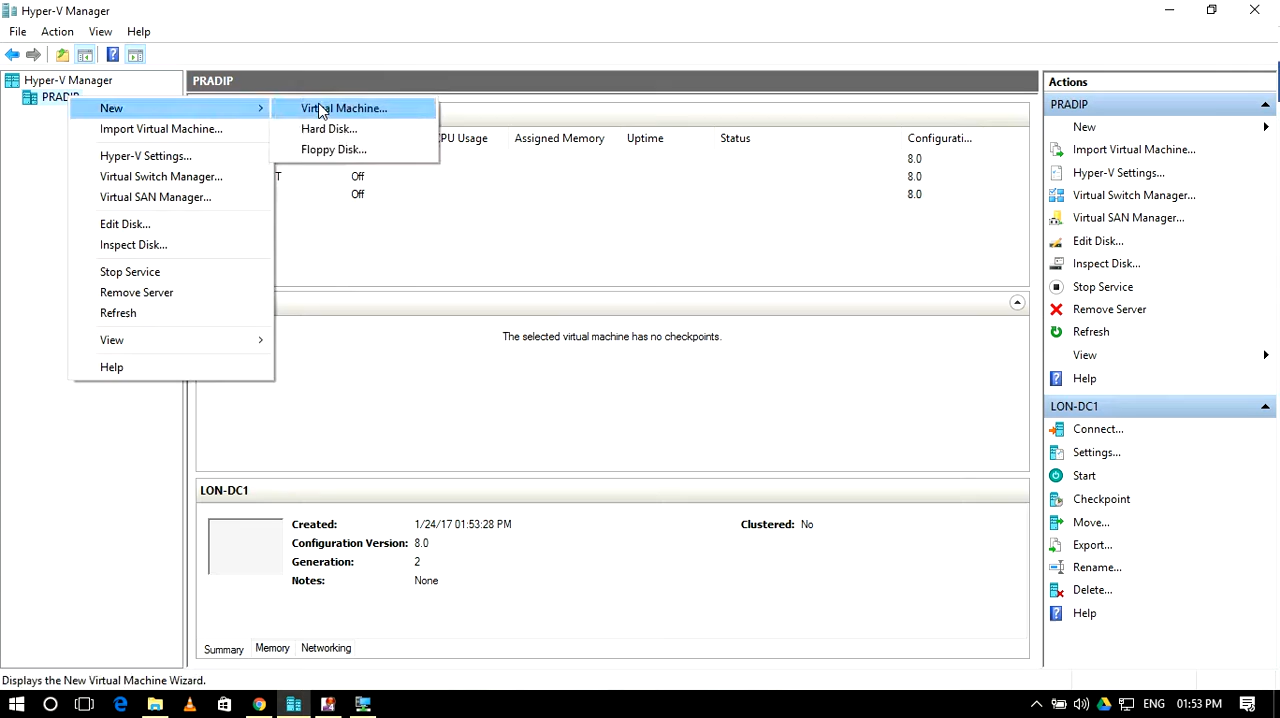 Hyper-V Manager
File Action View Help
Hyper-V Manager
PRADIP
New
Import Virtual Machine...
Hyper-V Settings...
Virtual Switch Manager...
Virtual SAN Manager...
Edit Disk...
Inspect Disk...
Stop Service
Remove Server
Refresh
View
Help
Virtual Machine...
Hard Disk...
Floppy Disk...
PRADIP
CPU Usage Assigned Memory Uptime Status Configurati...
8.0
T Off 8.0
Off 8.0
The selected virtual machine has no checkpoints.
LON-DC1
Created: 1/24/17 01:53:28 PM Clustered: No
Configuration Version: 8.0
Generation: 2
Notes: None
Summary Memory Networking
Actions
PRADIP
New
Import Virtual Machine...
Hyper-V Settings...
Virtual Switch Manager...
Virtual SAN Manager...
Edit Disk...
Inspect Disk...
Stop Service
Remove Server
Refresh
View
Help
LON-DC1
Connect...
Settings...
Start
Checkpoint
Move...
Export...
Rename...
Delete...
Help
Displays the New Virtual Machine Wizard.
ENG 01:53 PM